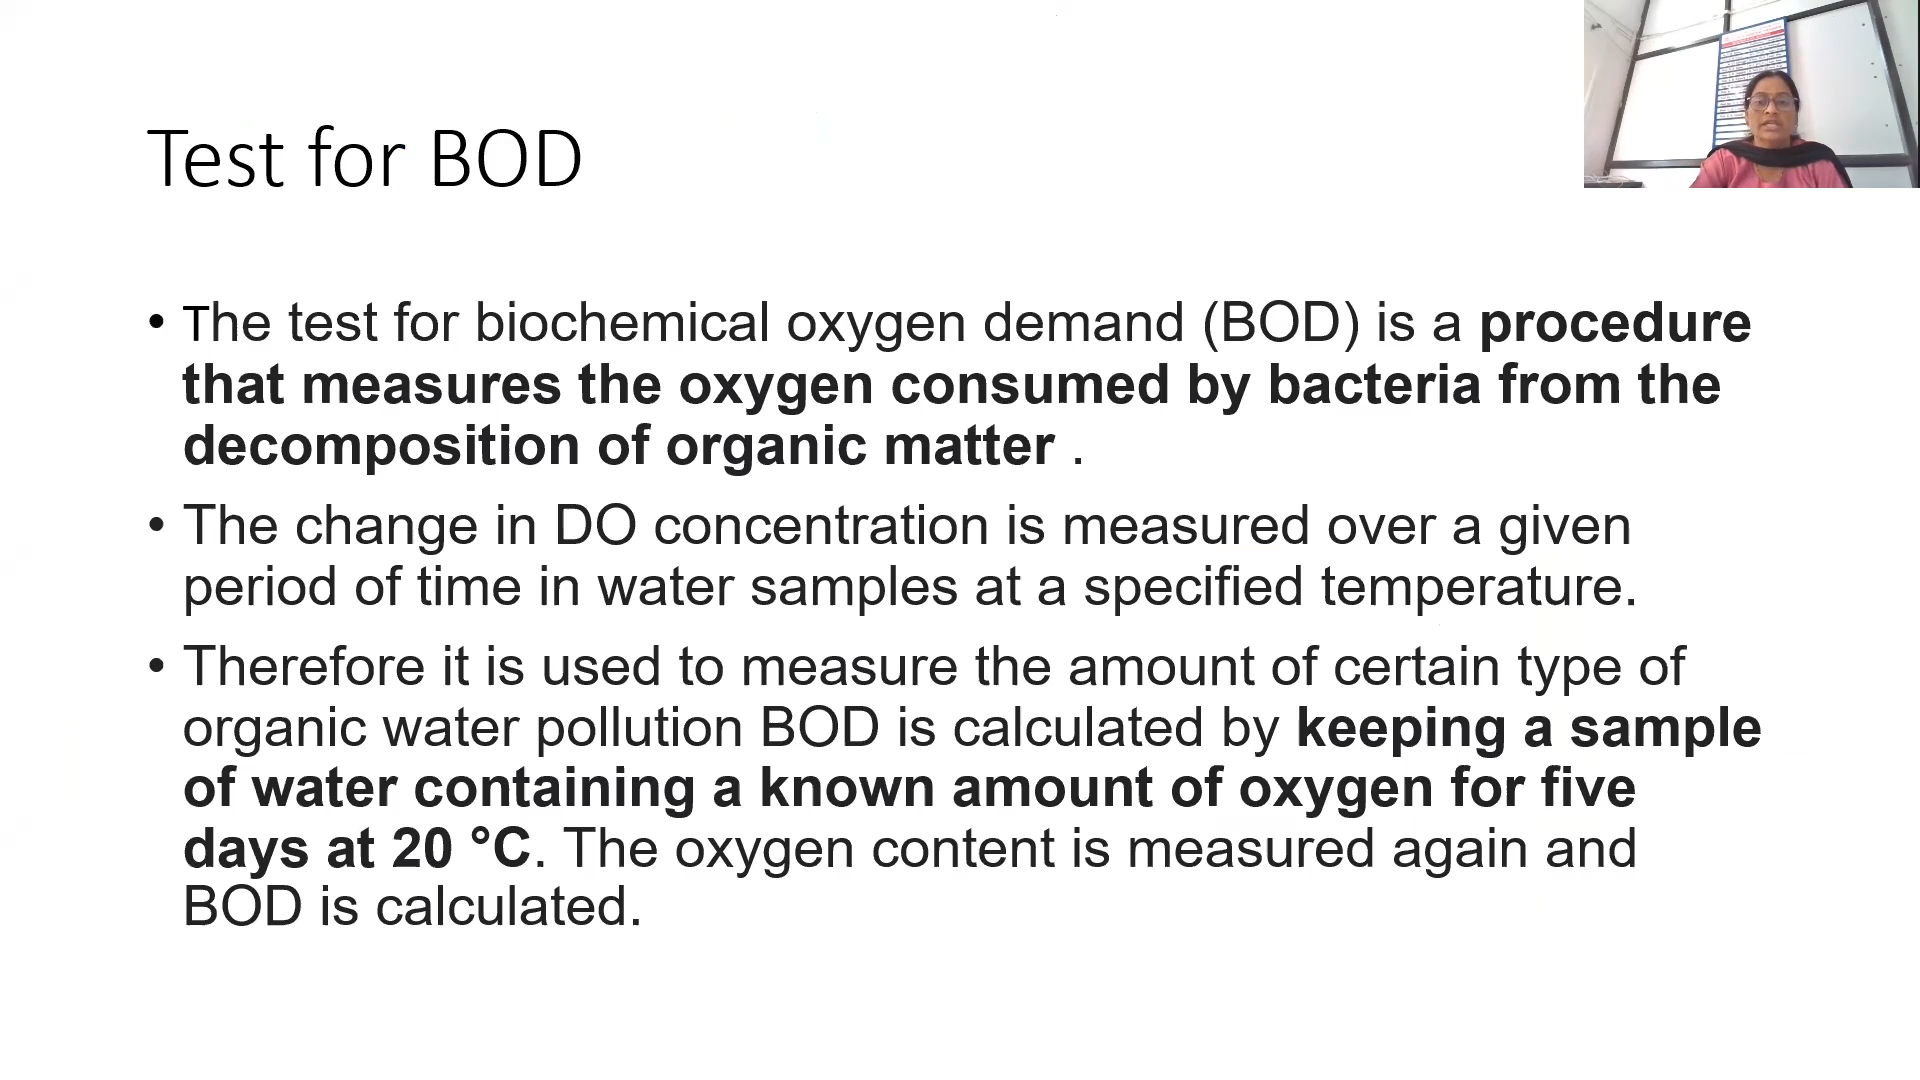 Test for BOD
• The test for biochemical oxygen demand (BOD) is a procedure
that measures the oxygen consumed by bacteria from the
decomposition of organic matter .
• The change in DO concentration is measured over a given
period of time in water samples at a specified temperature.
• Therefore it is used to measure the amount of certain type of
organic water pollution BOD is calculated by keeping a sample
of water containing a known amount of oxygen for five
days at 20 °C. The oxygen content is measured again and
BOD is calculated.